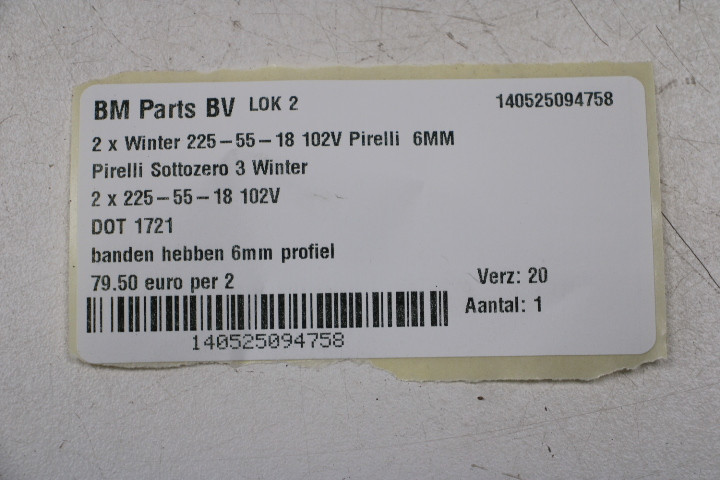 BM Parts BV LOK 2 140525094758
2 x Winter 225-55-18 102V Pirelli 6MM
Pirelli Sottozero 3 Winter
2 x 225-55-18 102V
DOT 1721
banden hebben 6mm profiel
79.50 euro per 2 Verz: 20
Aantal: 1
140525094758